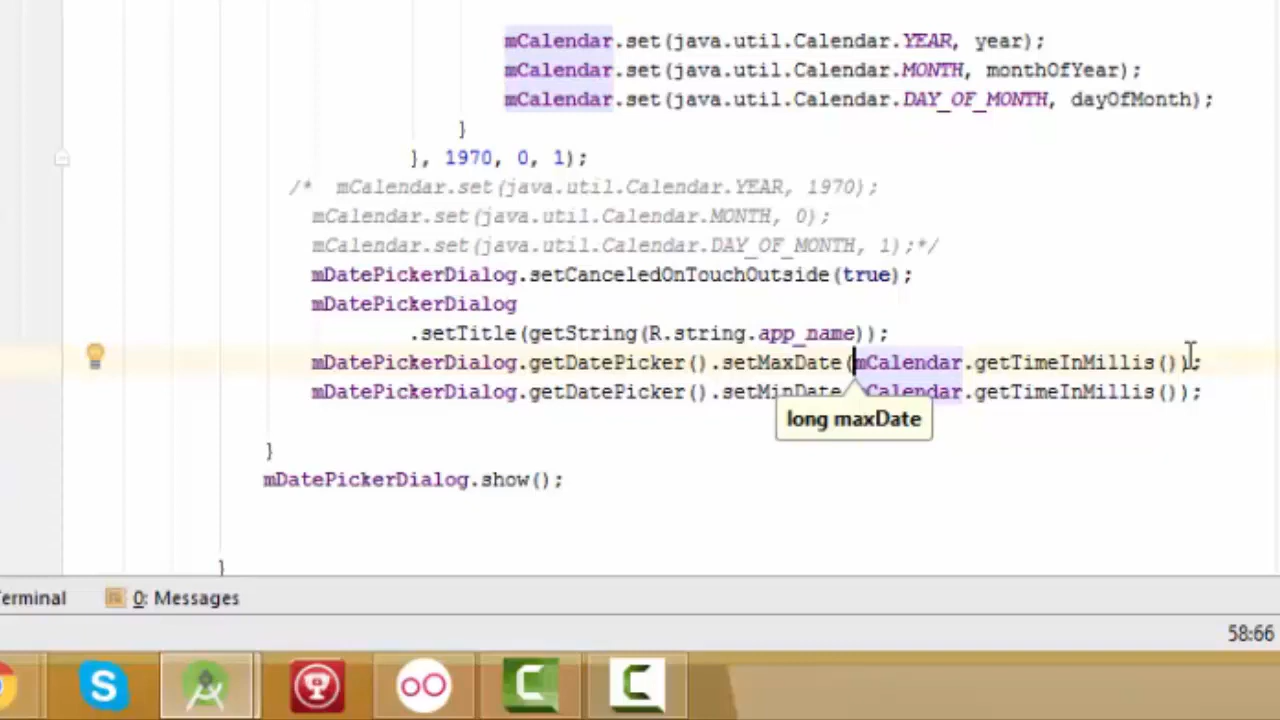 mCalendar.set(java.util.Calendar.YEAR, year);
mCalendar.set(java.util.Calendar.MONTH, monthOfYear);
mCalendar.set(java.util.Calendar.DAY_OF_MONTH, dayOfMonth);
}
}, 1970, 0, 1);
/* mCalendar.set(java.util.Calendar.YEAR, 1970);
mCalendar.set(java.util.Calendar.MONTH, 0);
mCalendar.set(java.util.Calendar.DAY_OF_MONTH, 1);*/
mDatePickerDialog.setCanceledOnTouchOutside(true);
mDatePickerDialog
.setTitle(getString(R.string.app_name));
mDatePickerDialog.getDatePicker().setMaxDate(mCalendar.getTimeInMillis());
mDatePickerDialog.getDatePicker().setMinDate Calendar.getTimeInMillis());
long maxDate
}
mDatePickerDialog.show();
}
erminal 0: Messages
58:66
S
C
C